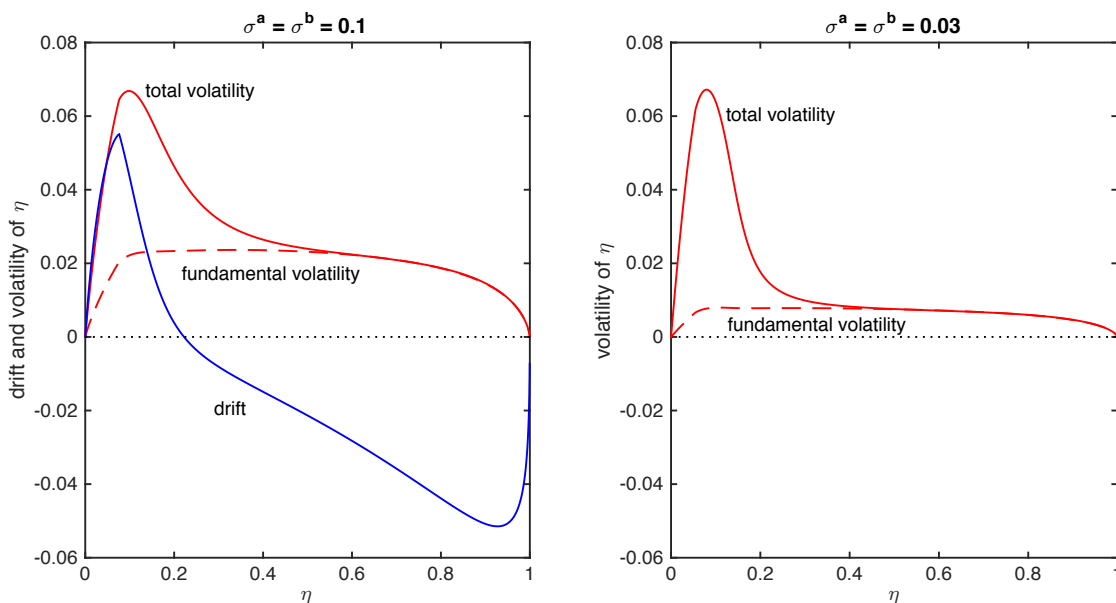 σᵃ = σᵇ = 0.1
0.08
0.06
0.04
0.02
0
-0.02
-0.04
-0.06
drift and volatility of η
total volatility
fundamental volatility
drift
0
0.2
0.4
0.6
0.8
1
η
σᵃ = σᵇ = 0.03
0.08
0.06
0.04
0.02
0
-0.02
-0.04
-0.06
volatility of η
total volatility
fundamental volatility
0
0.2
0.4
0.6
0.8
1
η